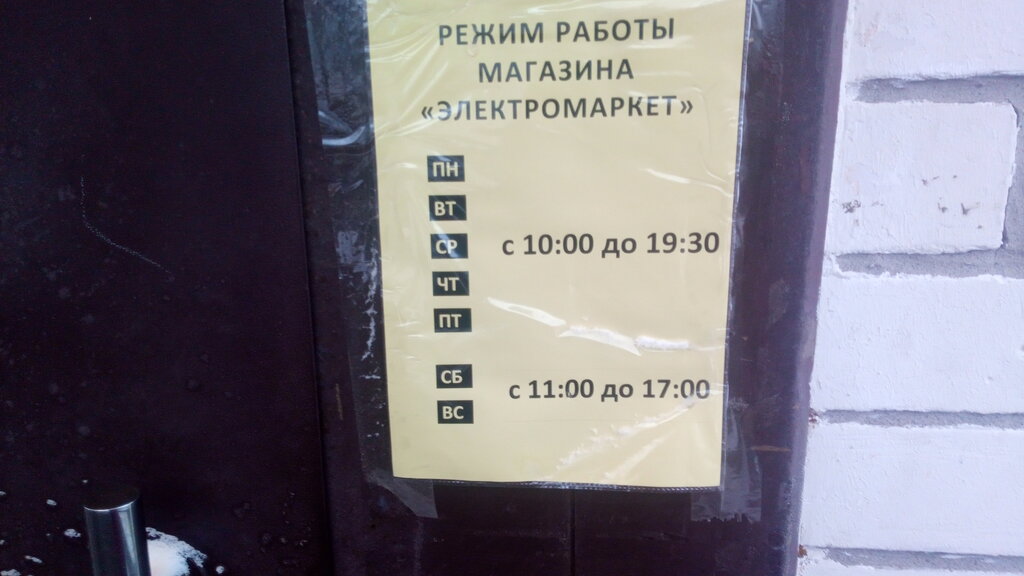 РЕЖИМ РАБОТЫ
МАГАЗИНА
«ЭЛЕКТРОМАРКЕТ»
ПН
ВТ
СР с 10:00 до 19:30
ЧТ
ПТ
СБ с 11:00 до 17:00
ВС